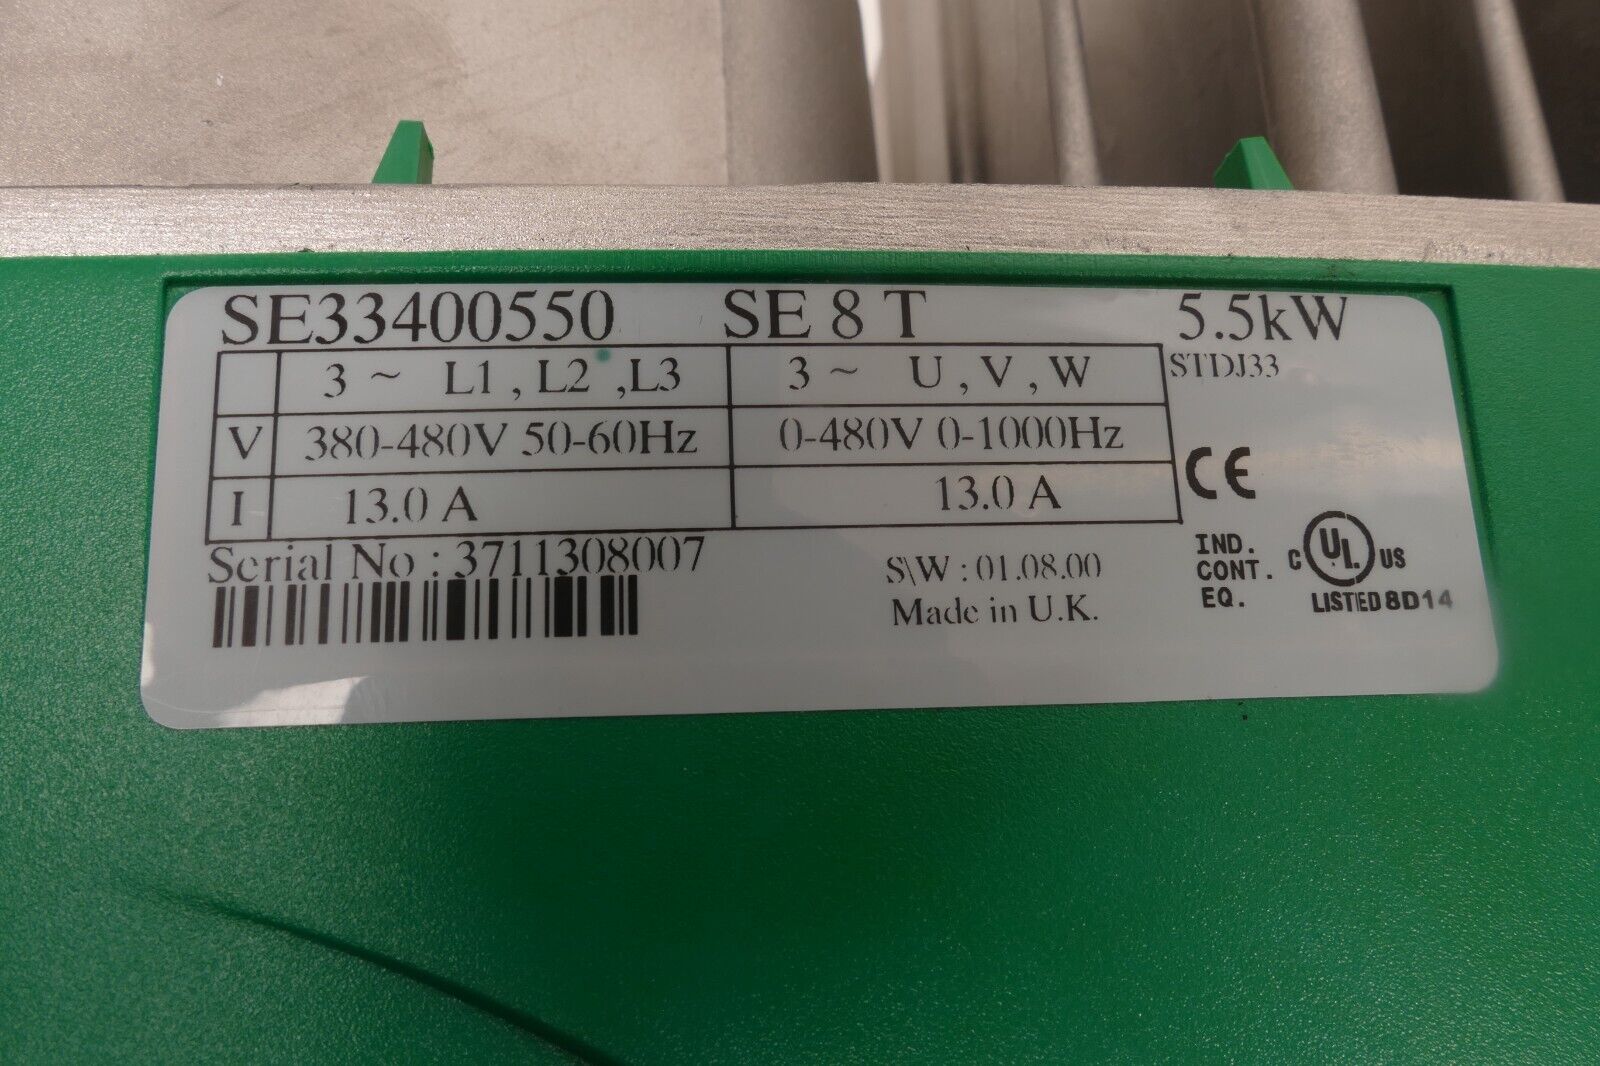 SE33400550 SE 8 T 5.5kW
STDJ33
3 ~ L1 , L2 ,L3 3 ~ U , V , W
V 380-480V 50-60Hz 0-480V 0-1000Hz
I 13.0 A 13.0 A
CE
Serial No : 3711308007
S\W : 01.08.00
Made in U.K.
IND.
CONT.
EQ.
C UL US
LISTED 8D14